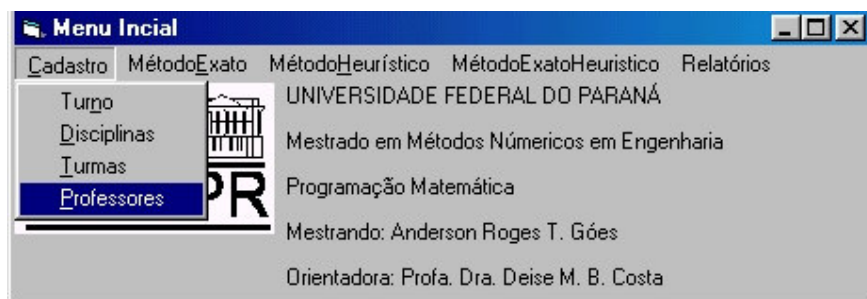 Menu Incial
Cadastro MétodoExato MétodoHeurístico MétodoExatoHeuristico Relatórios
Turno
Disciplinas
Turmas
Professores
PR
UNIVERSIDADE FEDERAL DO PARANÁ
Mestrado em Métodos Númericos em Engenharia
Programação Matemática
Mestrando: Anderson Roges T. Góes
Orientadora: Profa. Dra. Deise M. B. Costa